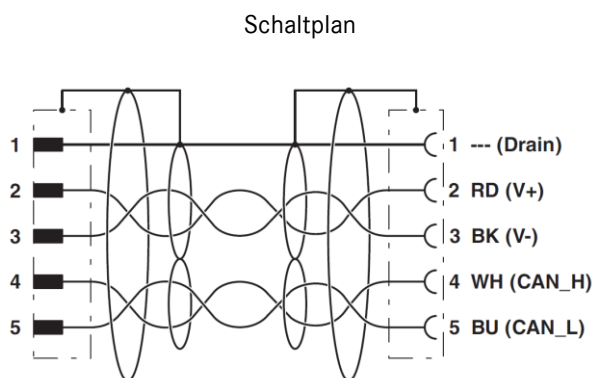 Schaltplan
1 1 --- (Drain)
2 2 RD (V+)
3 3 BK (V-)
4 4 WH (CAN_H)
5 5 BU (CAN_L)